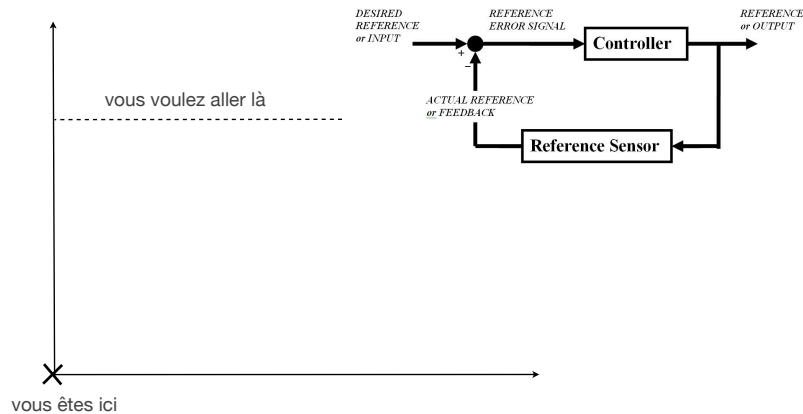 DESIRED
REFERENCE
or INPUT
REFERENCE
ERROR SIGNAL
REFERENCE
or OUTPUT
+
Controller
−
vous voulez aller là
ACTUAL REFERENCE
or FEEDBACK
Reference Sensor
vous êtes ici